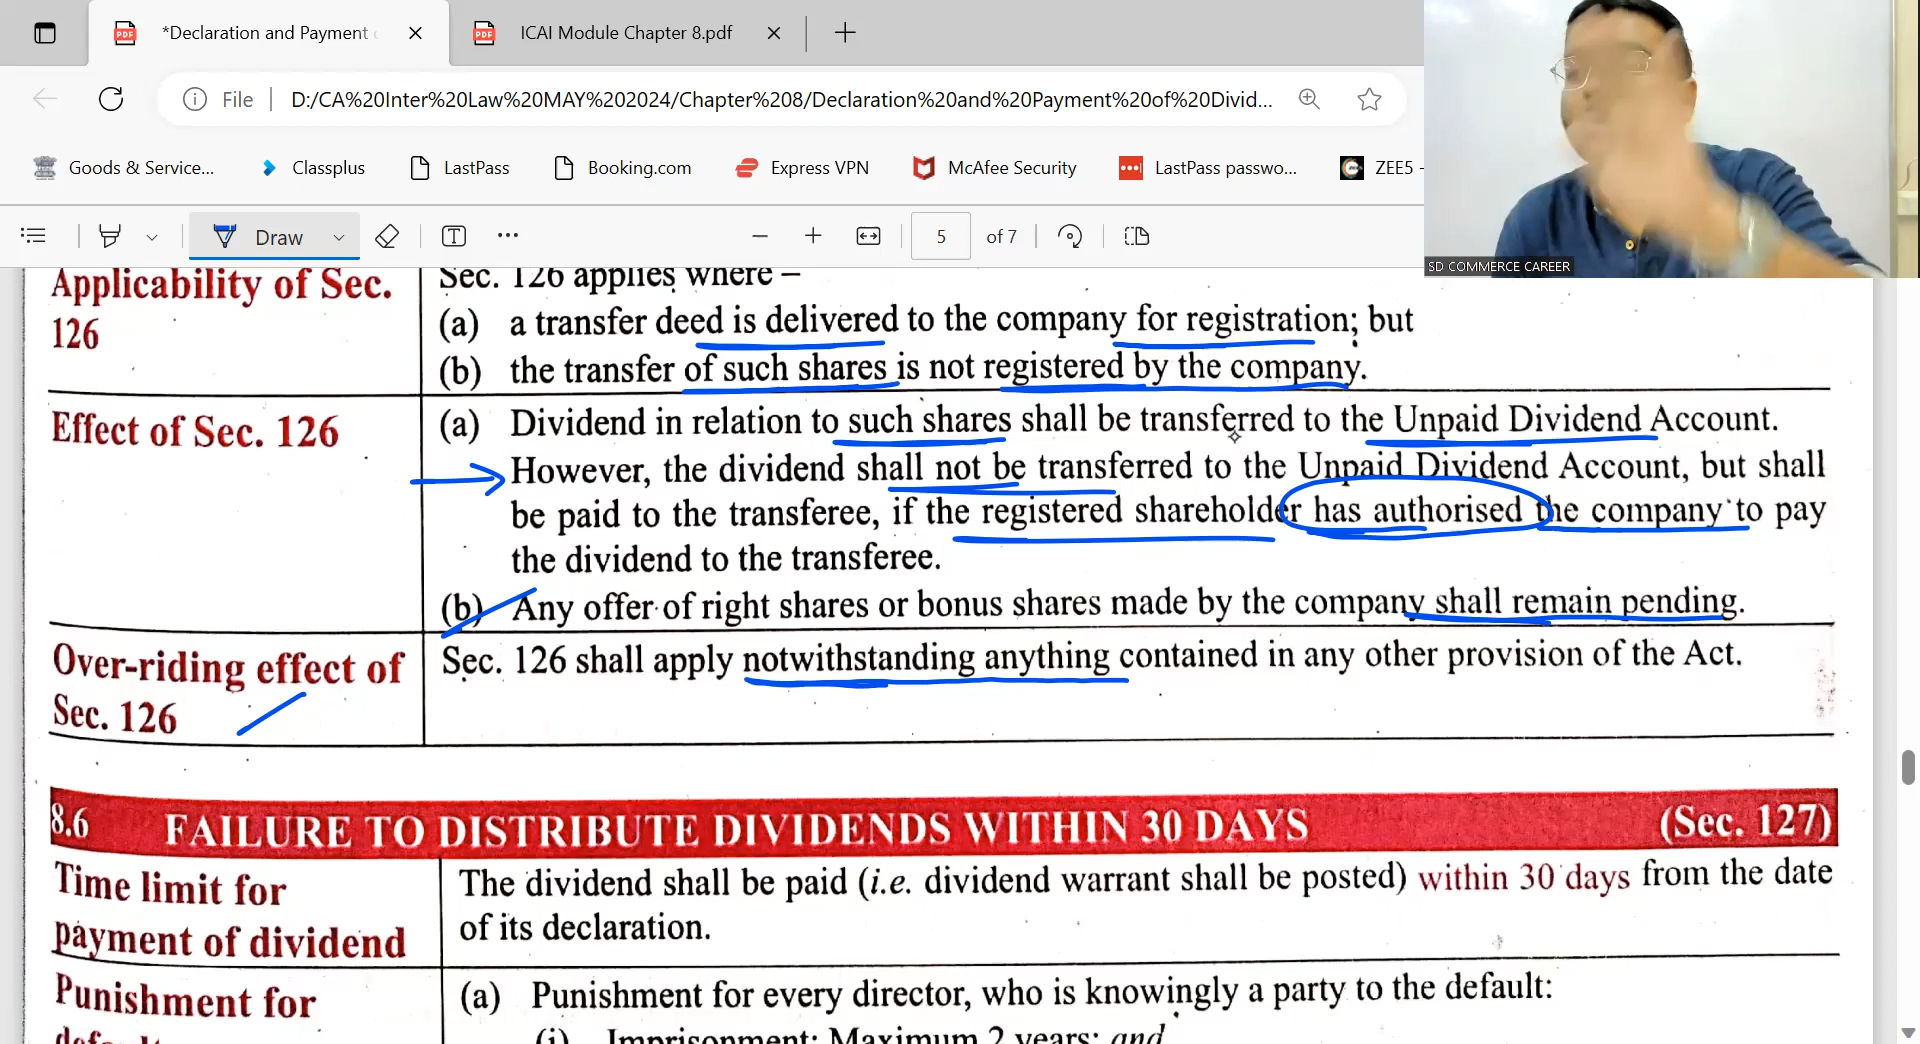 *Declaration and Payment
ICAI Module Chapter 8.pdf
File
D:/CA%20Inter%20Law%20MAY%202024/Chapter%208/Declaration%20and%20Payment%20of%20Divid...
Goods & Service...
Classplus
LastPass
Booking.com
Express VPN
McAfee Security
LastPass passwo...
ZEE5 -
Draw
5 of 7
SD COMMERCE CAREER
Applicability of Sec.
126
Sec. 126 applies where –
(a) a transfer deed is delivered to the company for registration; but
(b) the transfer of such shares is not registered by the company.
Effect of Sec. 126
(a) Dividend in relation to such shares shall be transferred to the Unpaid Dividend Account.
However, the dividend shall not be transferred to the Unpaid Dividend Account, but shall
be paid to the transferee, if the registered shareholder has authorised the company to pay
the dividend to the transferee.
(b) Any offer of right shares or bonus shares made by the company shall remain pending.
Over-riding effect of
Sec. 126
Sec. 126 shall apply notwithstanding anything contained in any other provision of the Act.
8.6 FAILURE TO DISTRIBUTE DIVIDENDS WITHIN 30 DAYS (Sec. 127)
Time limit for
payment of dividend
The dividend shall be paid (i.e. dividend warrant shall be posted) within 30 days from the date
of its declaration.
Punishment for
(a) Punishment for every director, who is knowingly a party to the default:
(i) Imprisonment: Maximum 2 years; and